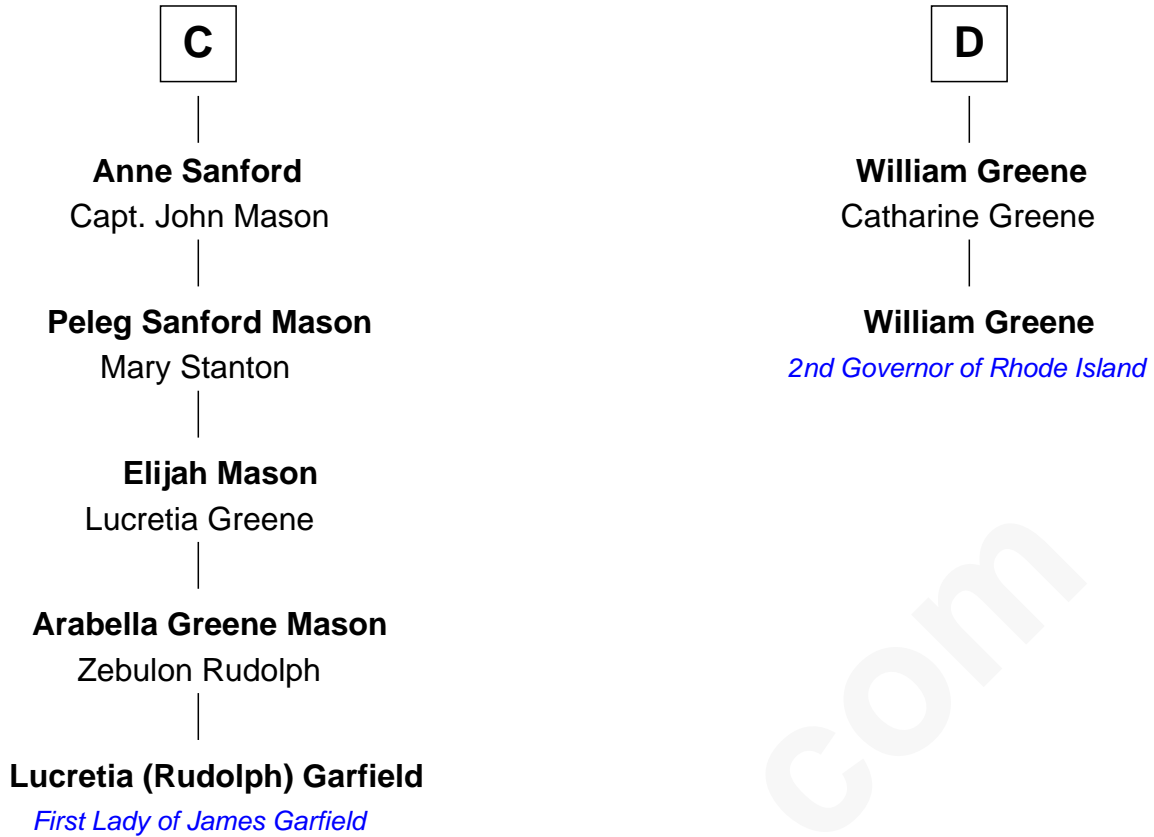 C
Anne Sanford
Capt. John Mason
Peleg Sanford Mason
Mary Stanton
Elijah Mason
Lucretia Greene
Arabella Greene Mason
Zebulon Rudolph
Lucretia (Rudolph) Garfield
First Lady of James Garfield
D
William Greene
Catharine Greene
William Greene
2nd Governor of Rhode Island
com